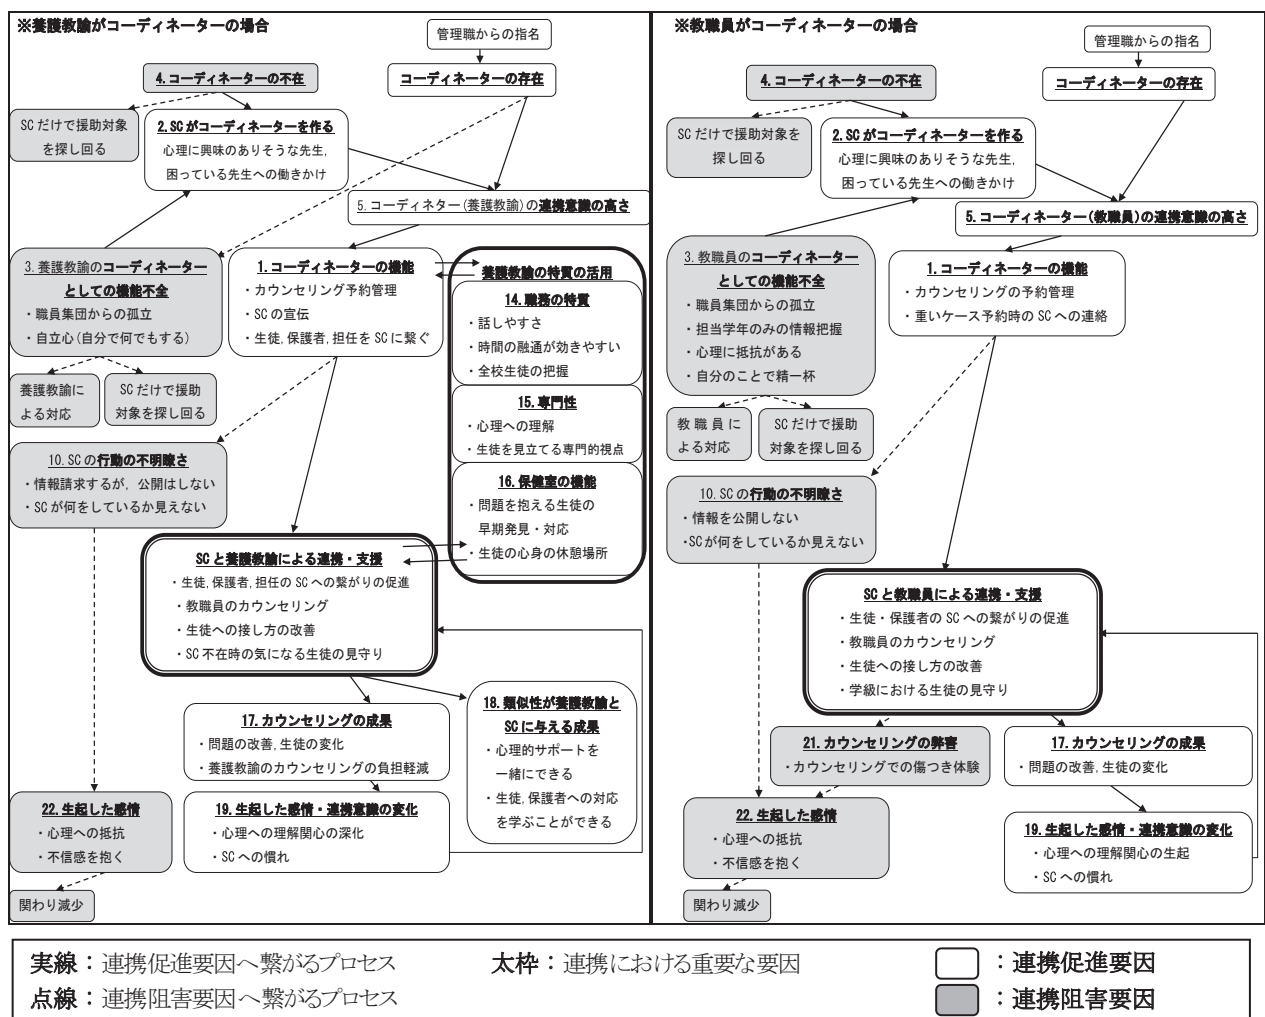 ※養護教諭がコーディネーターの場合
管理職からの指名
コーディネーターの存在
4.コーディネーターの不在
SCだけで援助対象
を探し回る
2.SCがコーディネーターを作る
心理に興味のありそうな先生,
困っている先生への働きかけ
5.コーディネター(養護教諭)の連携意識の高さ
3.養護教諭のコーディネーター
としての機能不全
・職員集団からの孤立
・自立心(自分で何でもする)
1.コーディネーターの機能
・カウンセリング予約管理
・SCの宣伝
・生徒,保護者,担任をSCに繋ぐ
養護教諭の特質の活用
14.職務の特質
・話しやすさ
・時間の融通が効きやすい
・全校生徒の把握
15.専門性
・心理への理解
・生徒を見立てる専門的視点
16.保健室の機能
・問題を抱える生徒の
早期発見・対応
・生徒の心身の休憩場所
養護教諭に
よる対応
SCだけで援助
対象を探し回る
10.SCの行動の不明瞭さ
・情報請求するが，公開はしない
・SCが何をしているか見えない
SCと養護教諭による連携・支援
・生徒,保護者,担任のSCへの繋がりの促進
・教職員のカウンセリング
・生徒への接し方の改善
・SC不在時の気になる生徒の見守り
17.カウンセリングの成果
・問題の改善,生徒の変化
・養護教諭のカウンセリングの負担軽減
18.類似性が養護教諭と
SCに与える成果
・心理的サポートを
一緒にできる
・生徒,保護者への対応
を学ぶことができる
22.生起した感情
・心理への抵抗
・不信感を抱く
19.生起した感情・連携意識の変化
・心理への理解関心の深化
・SCへの慣れ
関わり減少
※教職員がコーディネーターの場合
管理職からの指名
コーディネーターの存在
4.コーディネーターの不在
SCだけで援助対象を
探し回る
2.SCがコーディネーターを作る
心理に興味のありそうな先生,
困っている先生への働きかけ
5.コーディネーター(教職員)の連携意識の高さ
3.教職員のコーディネーター
としての機能不全
・職員集団からの孤立
・担当学年のみの情報把握
・心理に抵抗がある
・自分のことで精一杯
1.コーディネーターの機能
・カウンセリングの予約管理
・重いケース予約時のSCへの連絡
教職員に
よる対応
SCだけで援助
対象を探し回る
10.SCの行動の不明瞭さ
・情報を公開しない
・SCが何をしているか見えない
SCと教職員による連携・支援
・生徒・保護者のSCへの繋がりの促進
・教職員のカウンセリング
・生徒への接し方の改善
・学級における生徒の見守り
21.カウンセリングの弊害
・カウンセリングでの傷つき体験
17.カウンセリングの成果
・問題の改善,生徒の変化
22.生起した感情
・心理への抵抗
・不信感を抱く
19.生起した感情・連携意識の変化
・心理への理解関心の生起
・SCへの慣れ
関わり減少
実線：連携促進要因へ繋がるプロセス
太枠：連携における重要な要因
：連携促進要因
点線：連携阻害要因へ繋がるプロセス
：連携阻害要因